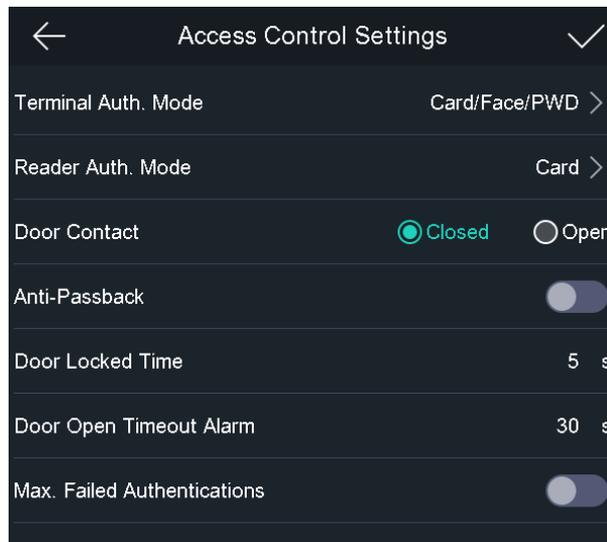 Access Control Settings
Terminal Auth. Mode Card/Face/PWD
Reader Auth. Mode Card
Door Contact Closed Open
Anti-Passback
Door Locked Time 5 s
Door Open Timeout Alarm 30 s
Max. Failed Authentications